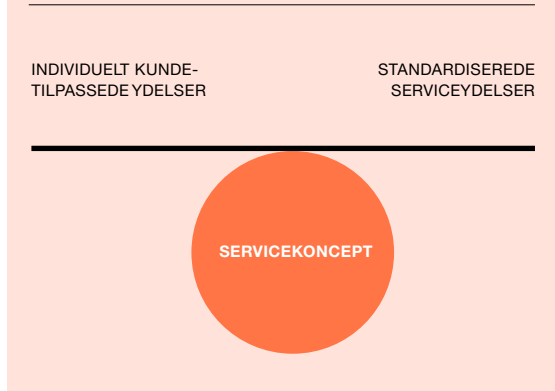 INDIVIDUELT KUNDE-
TILPASSEDE YDELSER
STANDARDISEREDE
SERVICEYDELSER
SERVICEKONCEPT